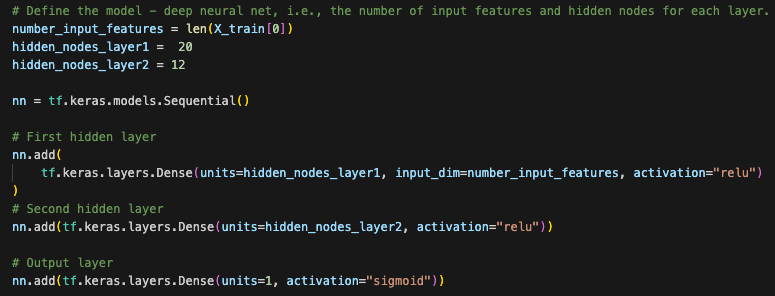 # Define the model - deep neural net, i.e., the number of input features and hidden nodes for each layer.
number_input_features = len(X_train[0])
hidden_nodes_layer1 =  20
hidden_nodes_layer2 = 12

nn = tf.keras.models.Sequential()

# First hidden layer
nn.add(
    tf.keras.layers.Dense(units=hidden_nodes_layer1, input_dim=number_input_features, activation="relu")
)
# Second hidden layer
nn.add(tf.keras.layers.Dense(units=hidden_nodes_layer2, activation="relu"))

# Output layer
nn.add(tf.keras.layers.Dense(units=1, activation="sigmoid"))